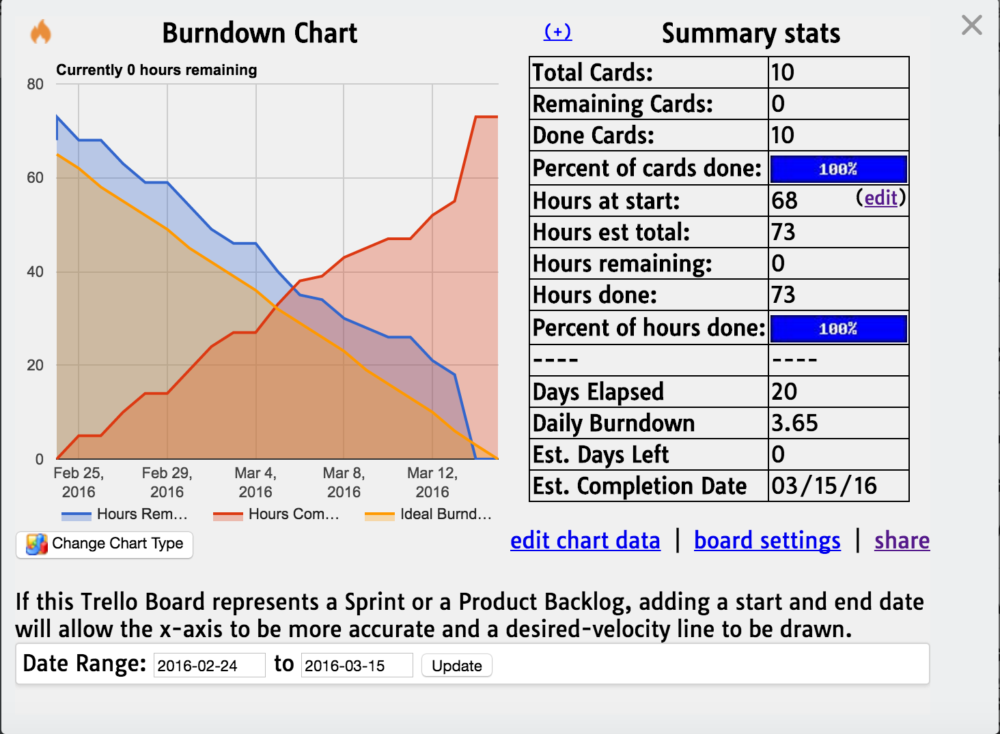 Burndown Chart
Currently 0 hours remaining
80
60
40
20
0
Feb 25, Feb 29, Mar 4, Mar 8, Mar 12,
2016 2016 2016 2016 2016
Hours Rem... Hours Com... Ideal Burnd...
Change Chart Type
(+) Summary stats
Total Cards: 10
Remaining Cards: 0
Done Cards: 10
Percent of cards done: 100%
Hours at start: 68 (edit)
Hours est total: 73
Hours remaining: 0
Hours done: 73
Percent of hours done: 100%
---- ----
Days Elapsed 20
Daily Burndown 3.65
Est. Days Left 0
Est. Completion Date 03/15/16
edit chart data | board settings | share
If this Trello Board represents a Sprint or a Product Backlog, adding a start and end date
will allow the x-axis to be more accurate and a desired-velocity line to be drawn.
Date Range: 2016-02-24 to 2016-03-15 Update